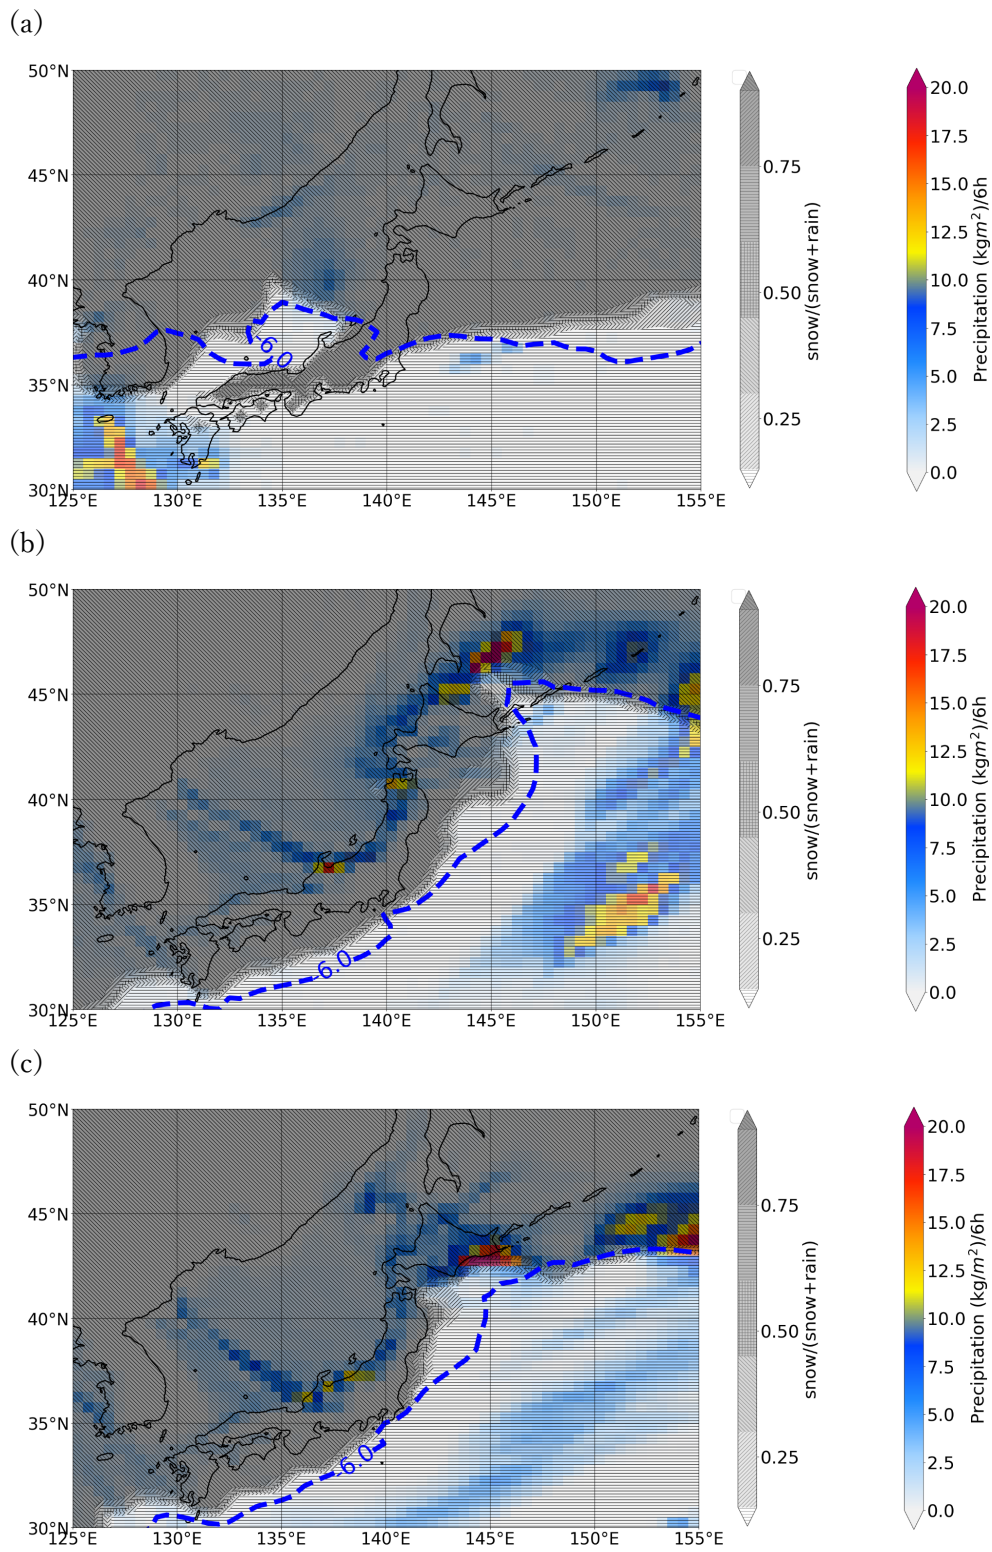 (a)
50°N
45°N
40°N
35°N
30°N
125°E 130°E 135°E 140°E 145°E 150°E 155°E
-6.0
0.75
0.50
0.25
snow/(snow+rain)
20.0
17.5
15.0
12.5
10.0
7.5
5.0
2.5
0.0
Precipitation (kgm²)/6h
(b)
50°N
45°N
40°N
35°N
30°N
125°E 130°E 135°E 140°E 145°E 150°E 155°E
-6.0
0.75
0.50
0.25
snow/(snow+rain)
20.0
17.5
15.0
12.5
10.0
7.5
5.0
2.5
0.0
Precipitation (kgm²)/6h
(c)
50°N
45°N
40°N
35°N
30°N
125°E 130°E 135°E 140°E 145°E 150°E 155°E
-6.0
0.75
0.50
0.25
snow/(snow+rain)
20.0
17.5
15.0
12.5
10.0
7.5
5.0
2.5
0.0
Precipitation (kg/m²)/6h